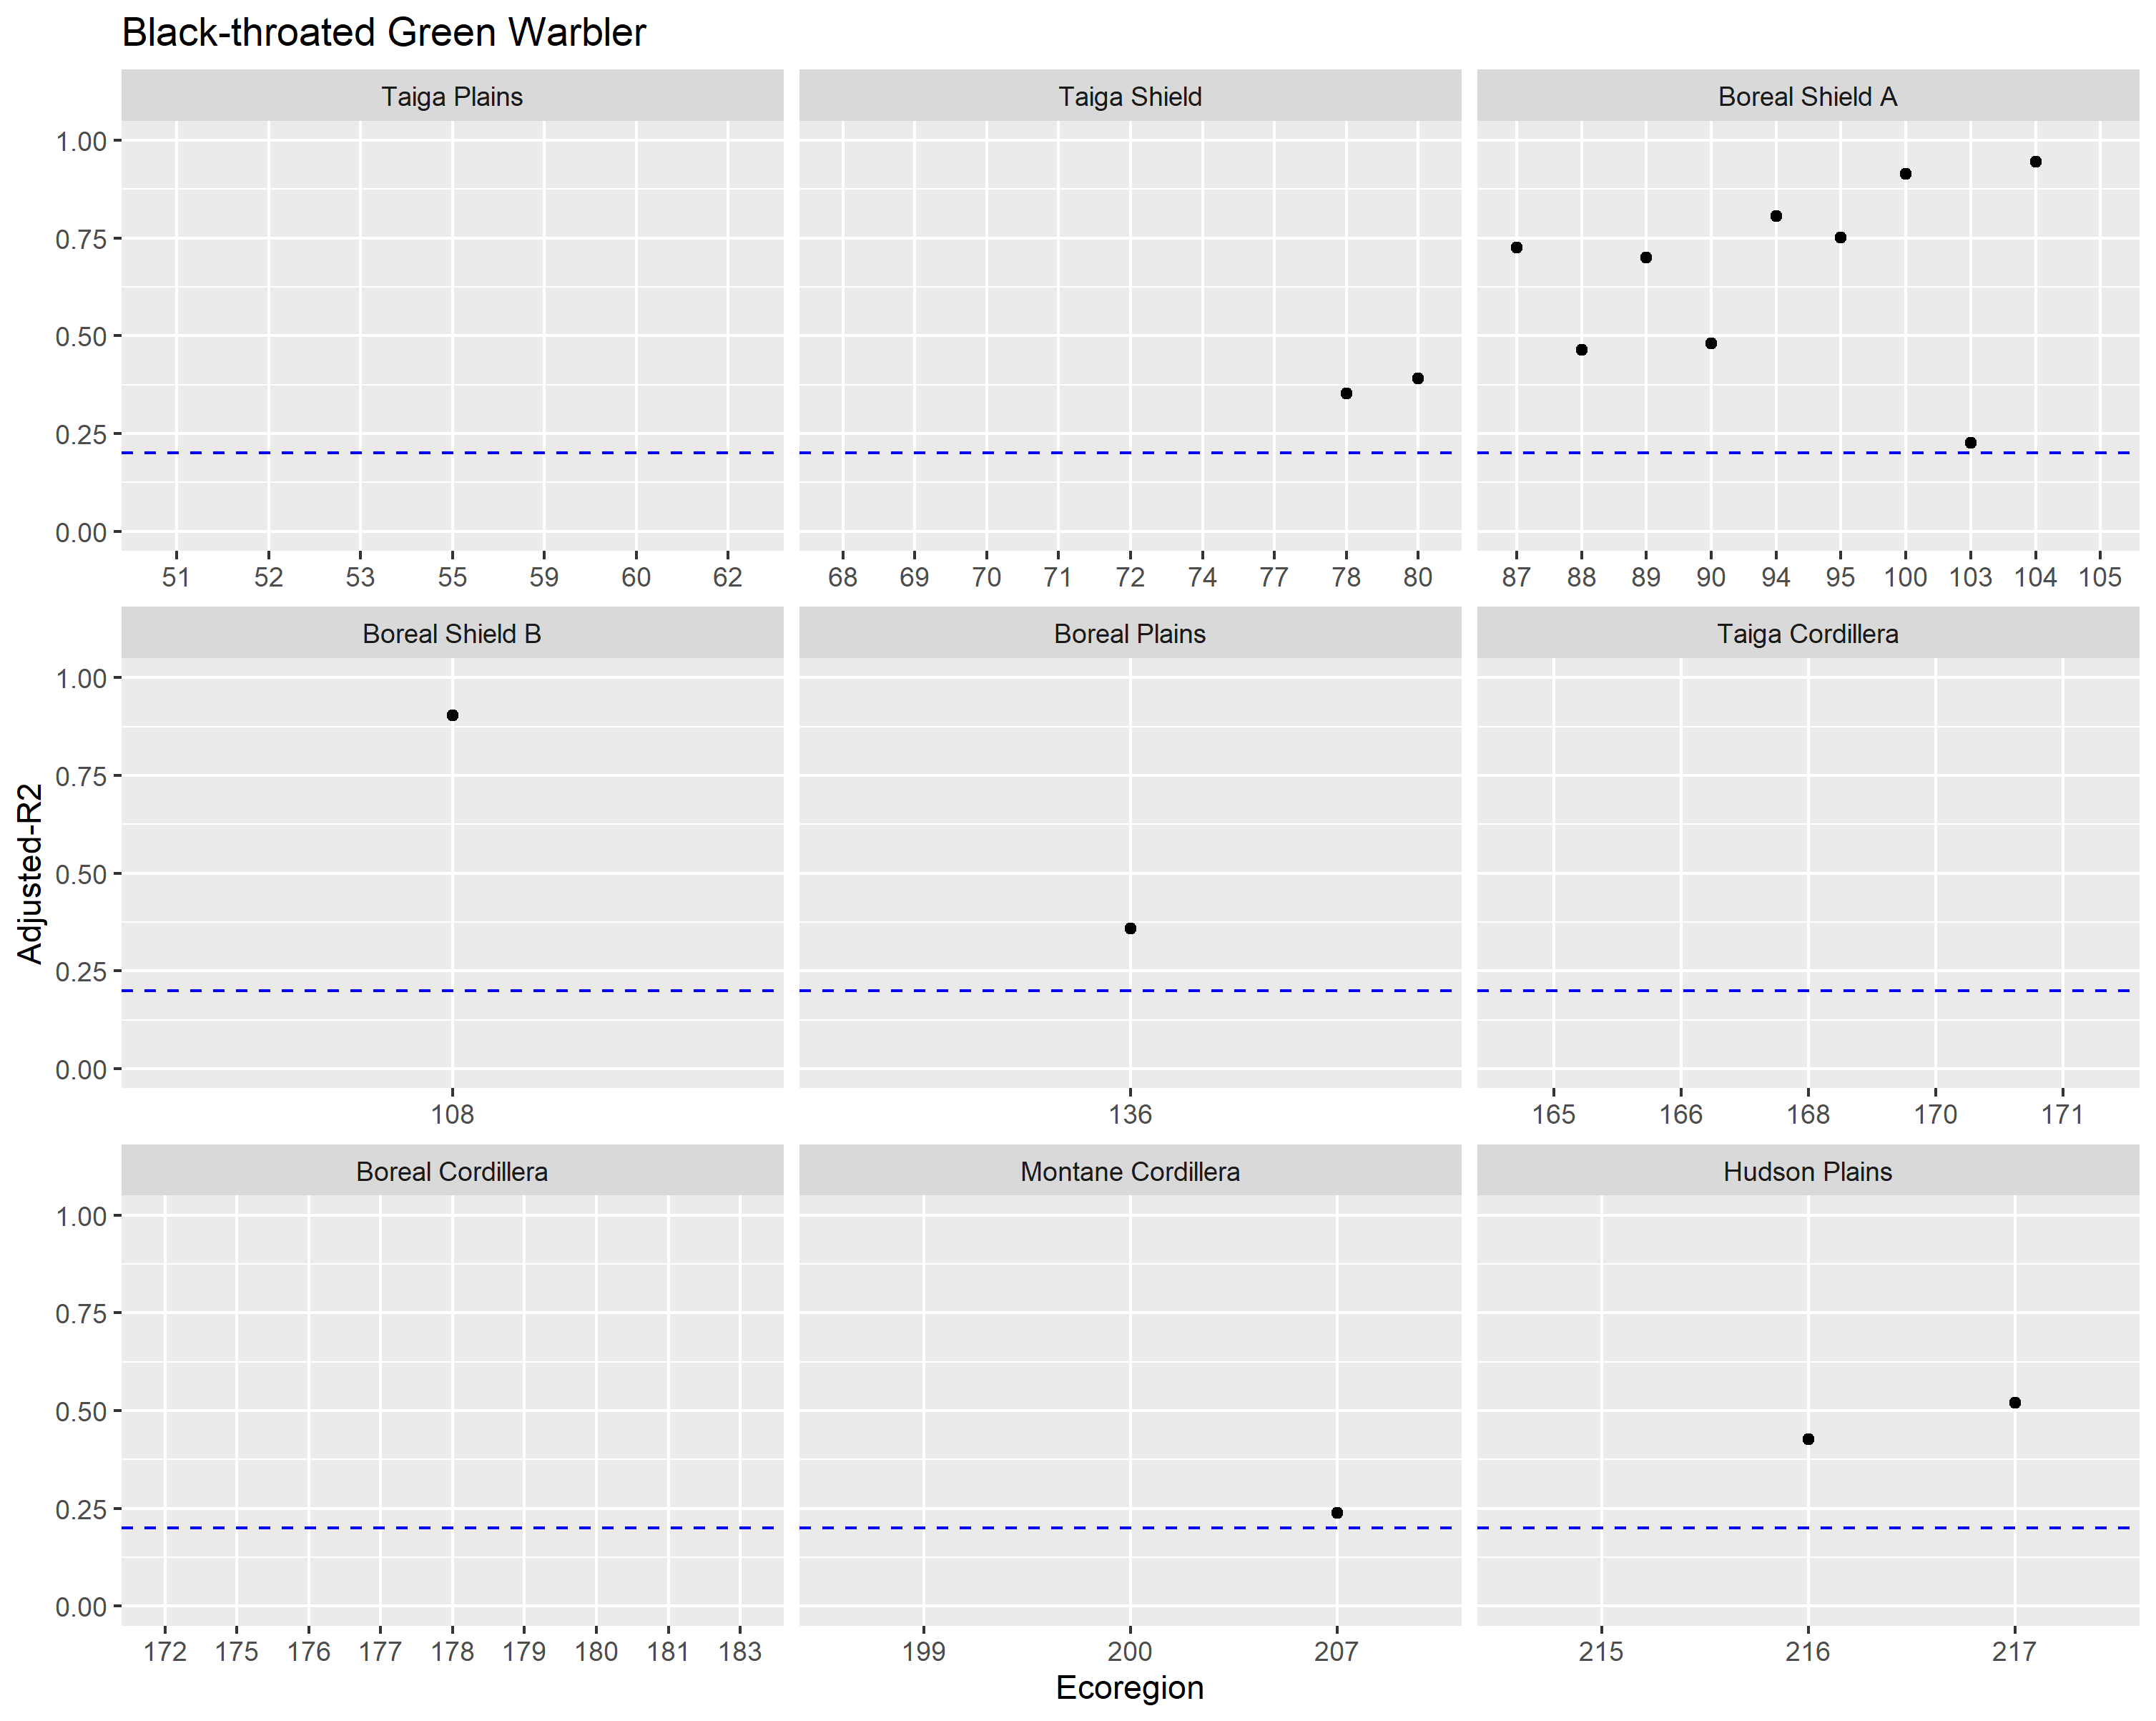 Black-throated Green Warbler
Taiga Plains
Taiga Shield
Boreal Shield A
1.00
0.75
0.50
0.25
0.00
51 52 53 55 59 60 62
68 69 70 71 72 74 77 78 80
87 88 89 90 94 95 100 103 104 105
Boreal Shield B
Boreal Plains
Taiga Cordillera
1.00
0.75
0.50
0.25
0.00
108
136
165 166 168 170 171
Adjusted-R2
Boreal Cordillera
Montane Cordillera
Hudson Plains
1.00
0.75
0.50
0.25
0.00
172 175 176 177 178 179 180 181 183
199 200 207
215 216 217
Ecoregion